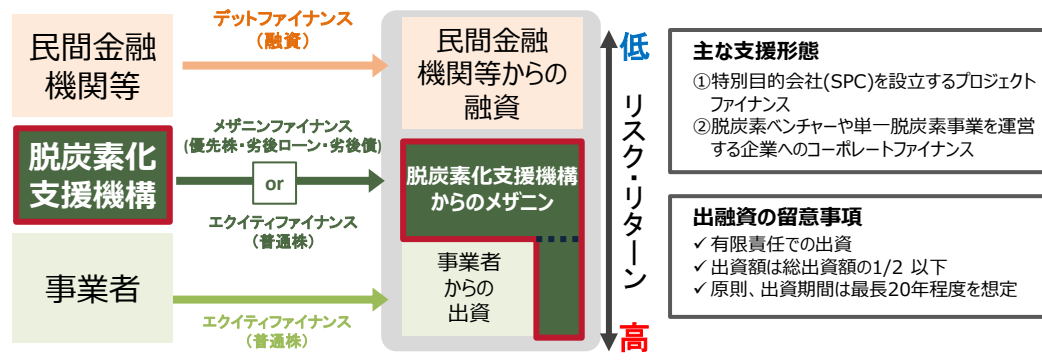 民間金融
機関等
デットファイナンス
(融資)
民間金融
機関等からの
融資
脱炭素化
支援機構
メザニンファイナンス
(優先株・劣後ローン・劣後債)
or
エクイティファイナンス
(普通株)
脱炭素化支援機構
からのメザニン
事業者
エクイティファイナンス
(普通株)
事業者
からの
出資
低
リスク・リターン
高
主な支援形態
①特別目的会社(SPC)を設立するプロジェクト
ファイナンス
②脱炭素ベンチャーや単一脱炭素事業を運営
する企業へのコーポレートファイナンス
出融資の留意事項
✓有限責任での出資
✓出資額は総出資額の1/2 以下
✓原則、出資期間は最長20年程度を想定